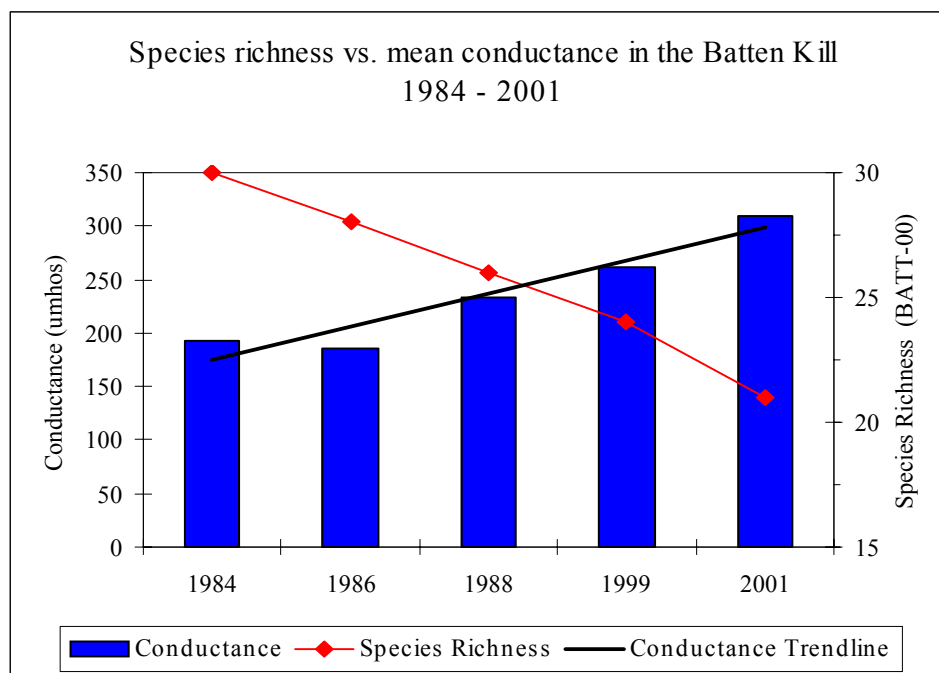 Species richness vs. mean conductance in the Batten Kill
1984 - 2001
Conductance (umhos)
350
300
250
200
150
100
50
0
30
25
20
15
Species Richness (BATT-00)
1984 1986 1988 1999 2001
Conductance Species Richness Conductance Trendline